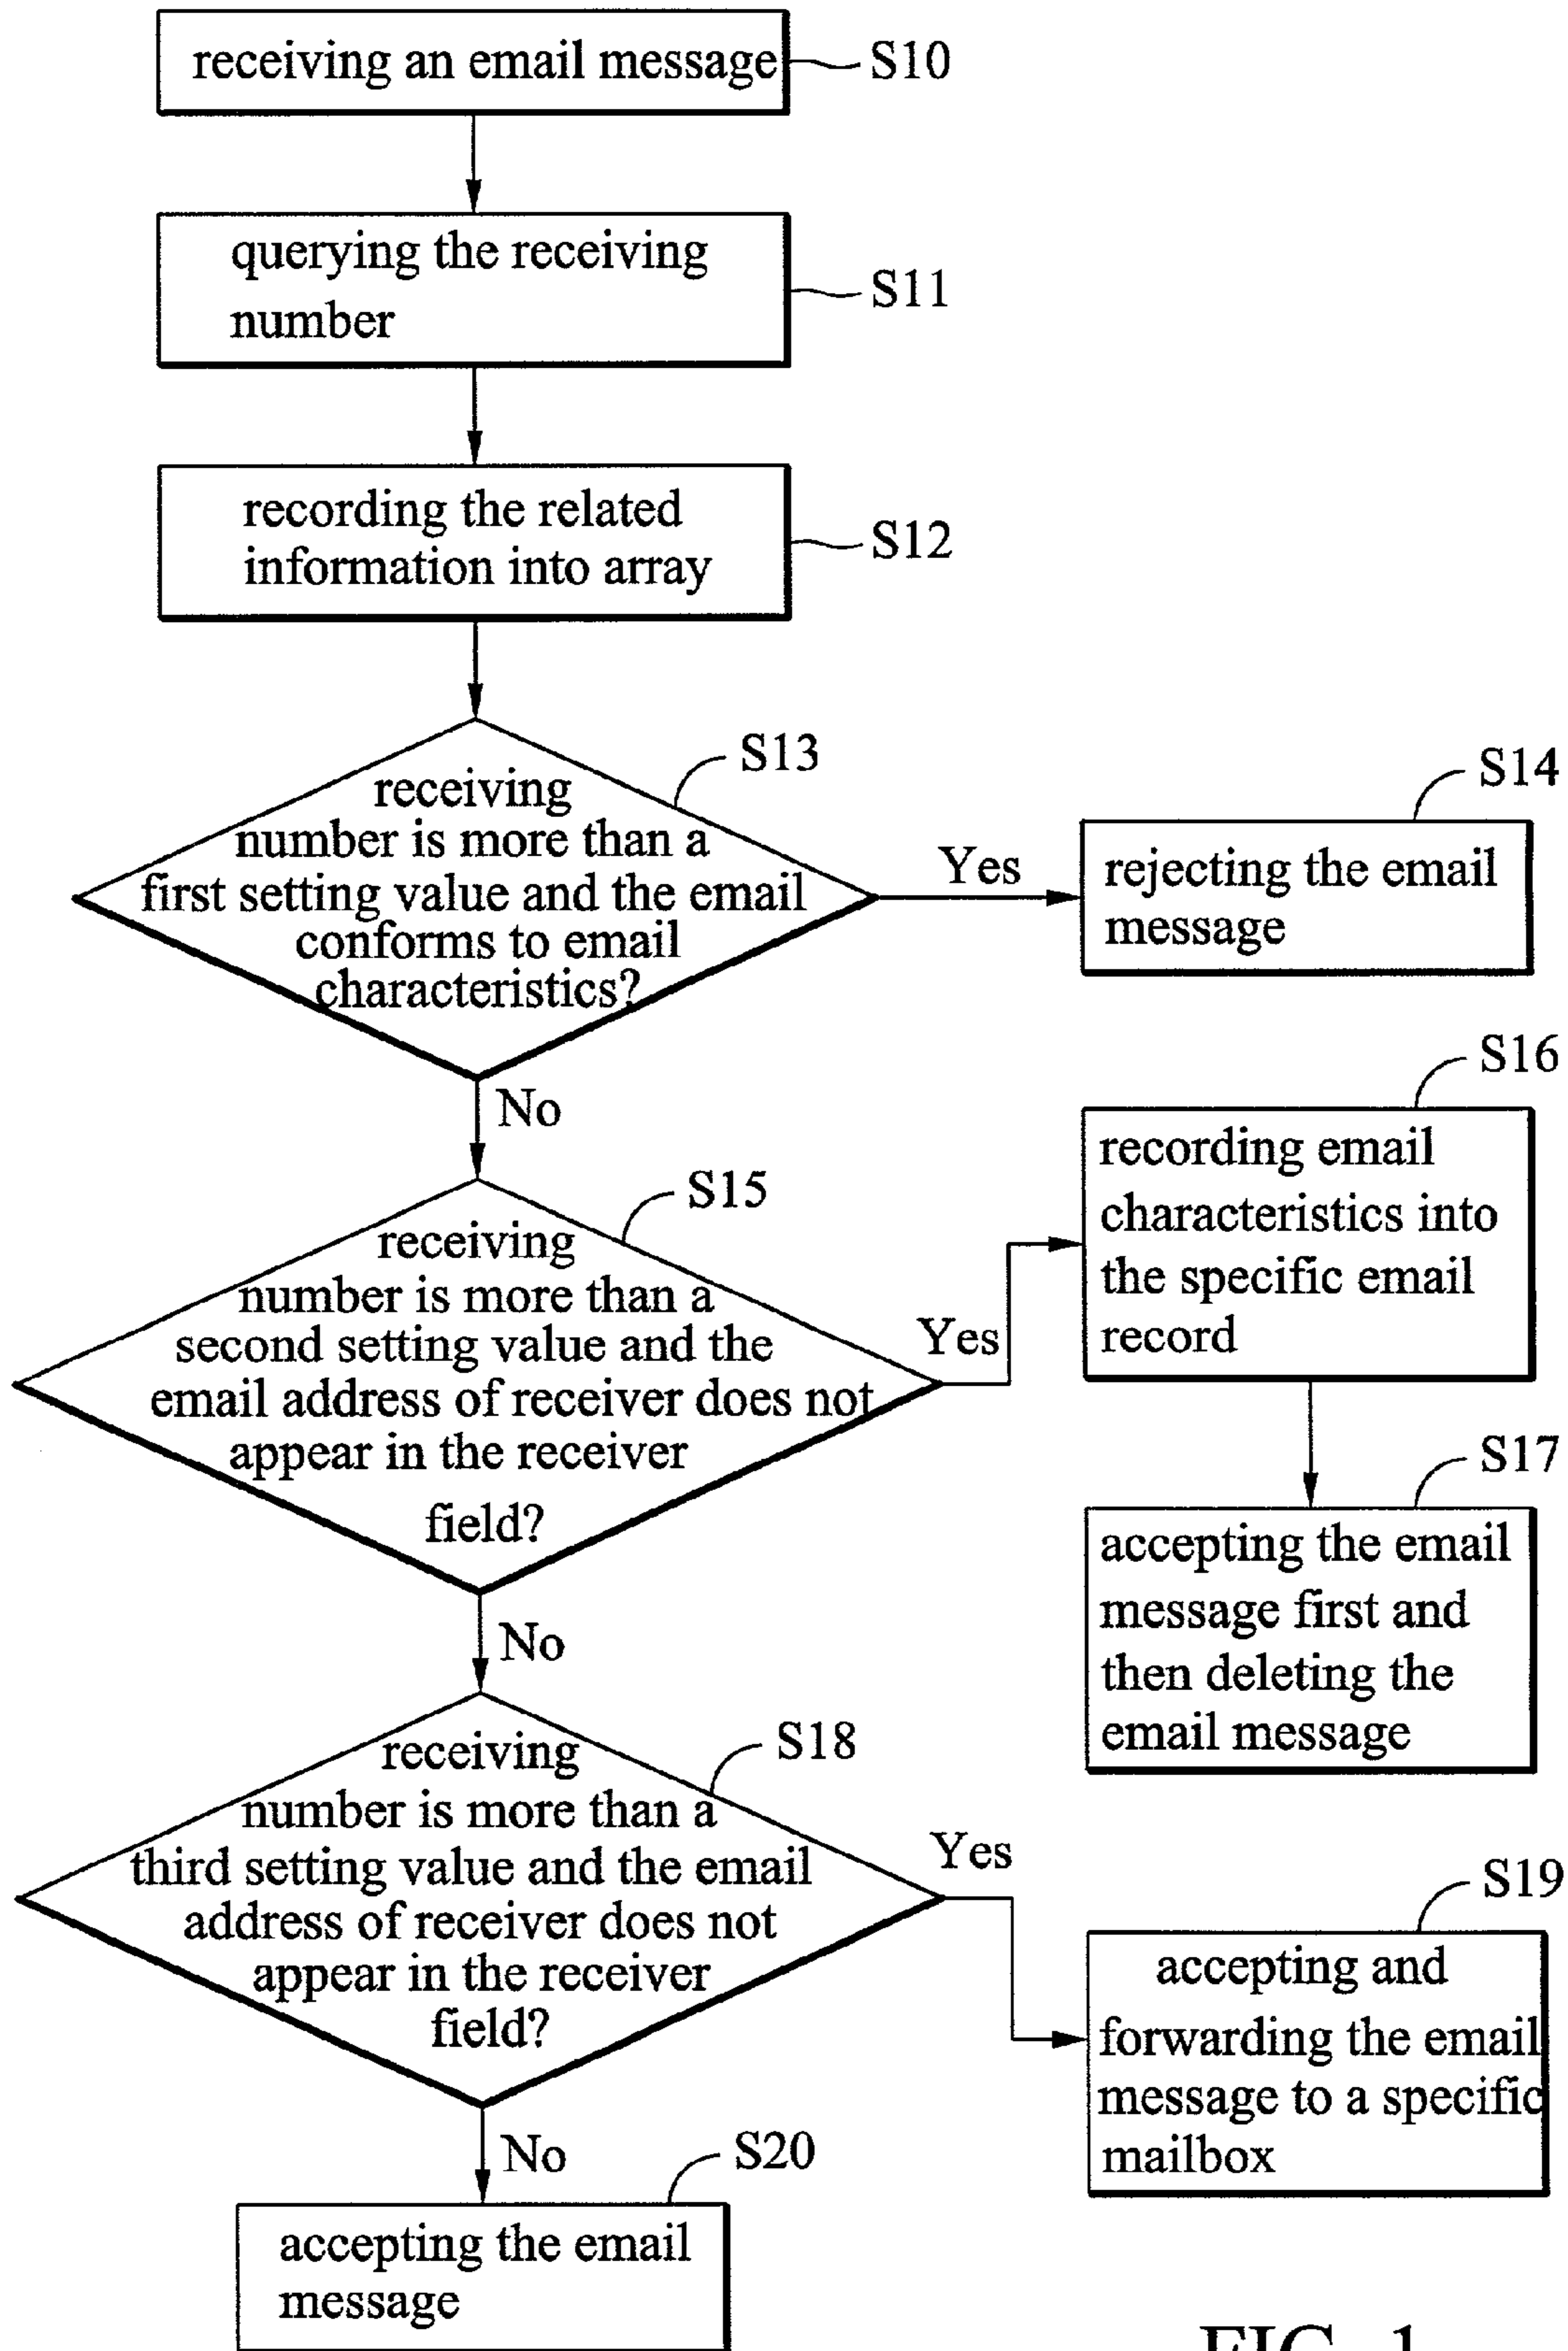 receiving an email message
S10
querying the receiving
number
S11
recording the related
information into array
S12
S13
receiving
number is more than a
first setting value and the email
conforms to email
characteristics?
Yes
S14
rejecting the email
message
No
S15
receiving
number is more than a
second setting value and the
email address of receiver does not
appear in the receiver
field?
Yes
S16
recording email
characteristics into
the specific email
record
S17
accepting the email
message first and
then deleting the
email message
No
S18
receiving
number is more than a
third setting value and the email
address of receiver does not
appear in the receiver
field?
Yes
S19
accepting and
forwarding the email
message to a specific
mailbox
No
S20
accepting the email
message
FIG. 1